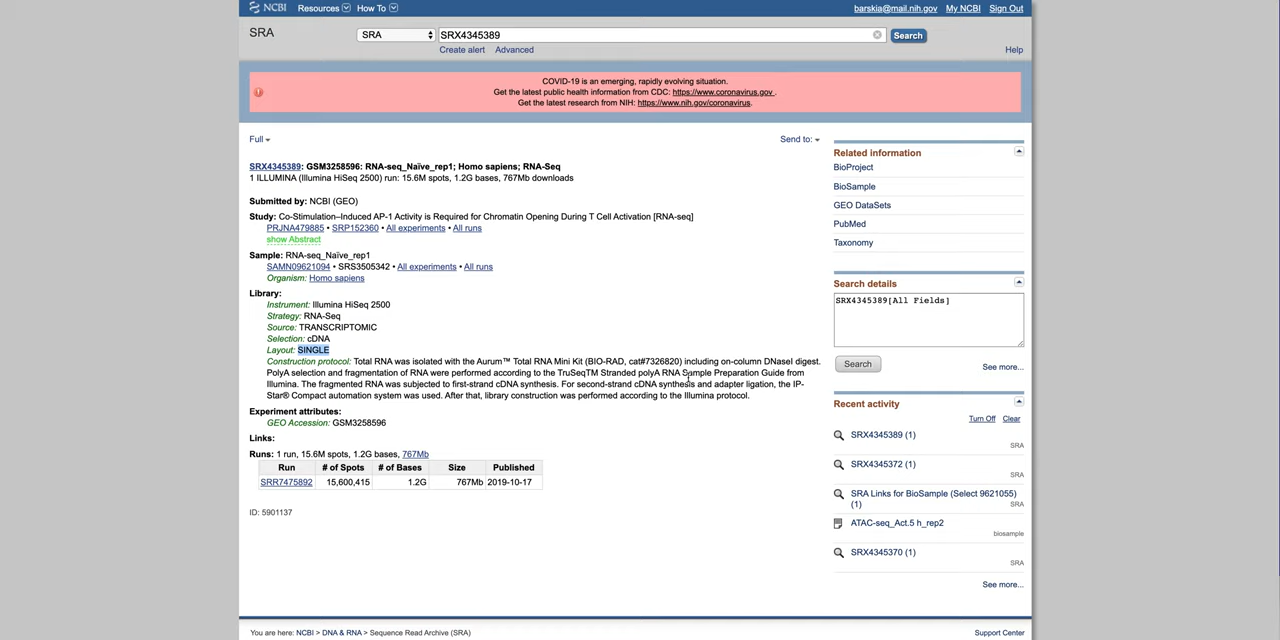 NCBI Resources How To barskia@mail.nih.gov My NCBI Sign Out
SRA SRA SRX4345389 Search
Create alert Advanced Help
COVID-19 is an emerging, rapidly evolving situation.
Get the latest public health information from CDC: https://www.coronavirus.gov .
Get the latest research from NIH: https://www.nih.gov/coronavirus.
Full Send to:
SRX4345389: GSM3258596: RNA-seq_Naïve_rep1; Homo sapiens; RNA-Seq
1 ILLUMINA (Illumina HiSeq 2500) run: 15.6M spots, 1.2G bases, 767Mb downloads
Submitted by: NCBI (GEO)
Study: Co-Stimulation–Induced AP-1 Activity is Required for Chromatin Opening During T Cell Activation [RNA-seq]
PRJNA479885 • SRP152360 • All experiments • All runs
show Abstract
Sample: RNA-seq_Naïve_rep1
SAMN09621094 • SRS3505342 • All experiments • All runs
Organism: Homo sapiens
Library:
Instrument: Illumina HiSeq 2500
Strategy: RNA-Seq
Source: TRANSCRIPTOMIC
Selection: cDNA
Layout: SINGLE
Construction protocol: Total RNA was isolated with the Aurum™ Total RNA Mini Kit (BIO-RAD, cat#7326820) including on-column DNaseI digest.
PolyA selection and fragmentation of RNA were performed according to the TruSeqTM Stranded polyA RNA Sample Preparation Guide from
Illumina. The fragmented RNA was subjected to first-strand cDNA synthesis. For second-strand cDNA synthesis and adapter ligation, the IP-
Star® Compact automation system was used. After that, library construction was performed according to the Illumina protocol.
Experiment attributes:
GEO Accession: GSM3258596
Links:
Runs: 1 run, 15.6M spots, 1.2G bases, 767Mb
Run # of Spots # of Bases Size Published
SRR7475892 15,600,415 1.2G 767Mb 2019-10-17
ID: 5901137
Related information
BioProject
BioSample
GEO DataSets
PubMed
Taxonomy
Search details
SRX4345389[All Fields]
Search
See more...
Recent activity
Turn Off Clear
SRX4345389 (1)
SRA
SRX4345372 (1)
SRA
SRA Links for BioSample (Select 9621055)
(1) SRA
ATAC-seq_Act.5 h_rep2
biosample
SRX4345370 (1)
SRA
See more...
You are here: NCBI > DNA & RNA > Sequence Read Archive (SRA) Support Center